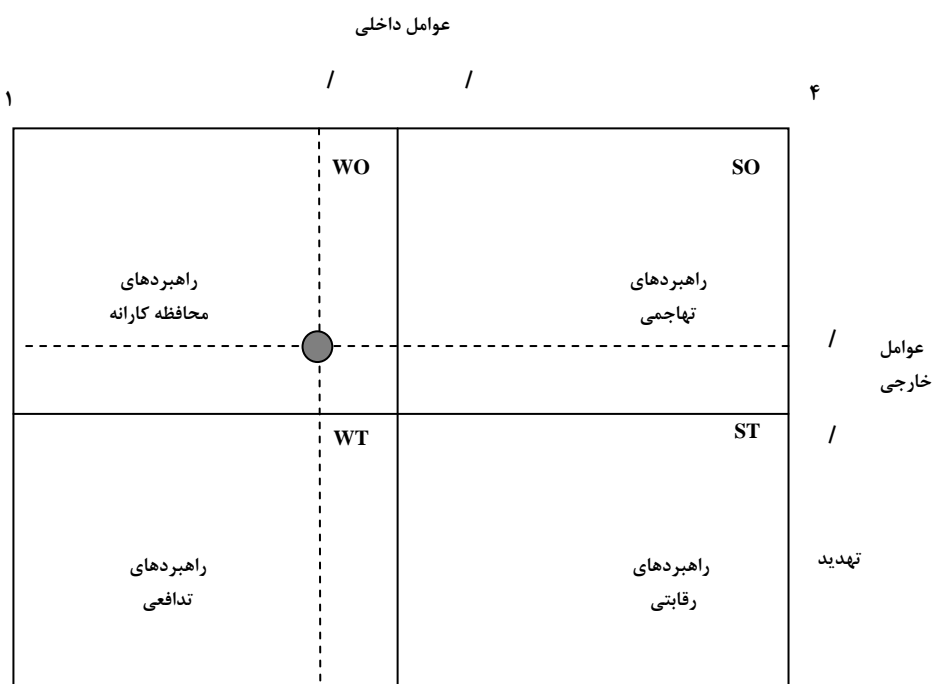 عوامل داخلی
/ /
۱ ۴
WO SO
راهبردهای
محافظه کارانه
راهبردهای
تهاجمی
/
عوامل
خارجی
WT ST
/
تهدید
راهبردهای
تدافعی
راهبردهای
رقابتی